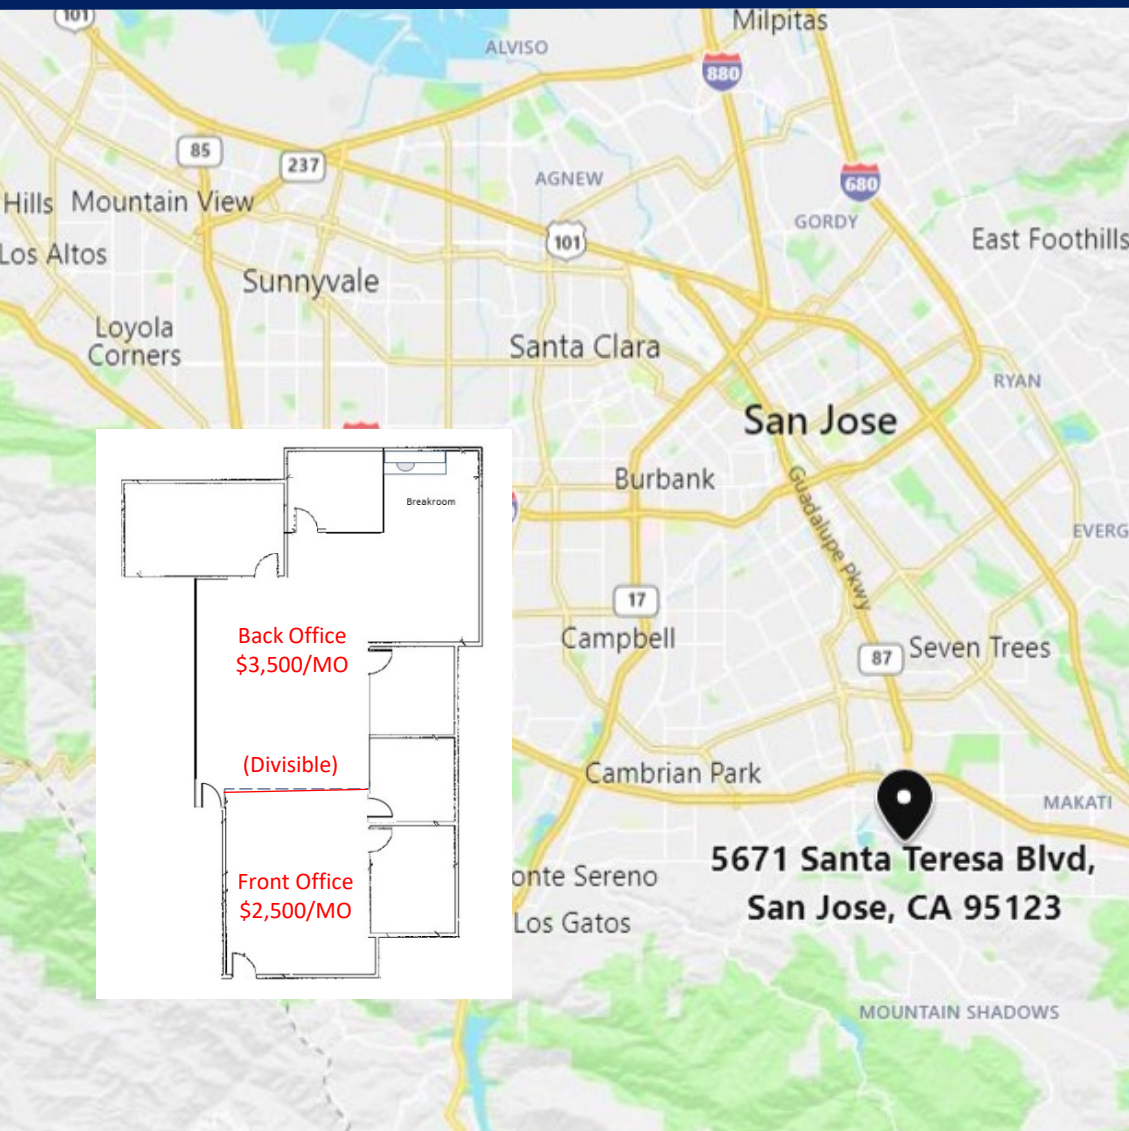 101
Milpitas
ALVISO
880
85
237
AGNEW
680
Hills
Mountain View
GORDY
101
East Foothills
Los Altos
Sunnyvale
Loyola
Corners
Santa Clara
RYAN
San Jose
Burbank
Guadalupe Pkwy
EVERG
17
Campbell
87
Seven Trees
Cambrian Park
MAKATI
5671 Santa Teresa Blvd,
San Jose, CA 95123
onte Sereno
Los Gatos
MOUNTAIN SHADOWS
Breakroom
Back Office
$3,500/MO
(Divisible)
Front Office
$2,500/MO